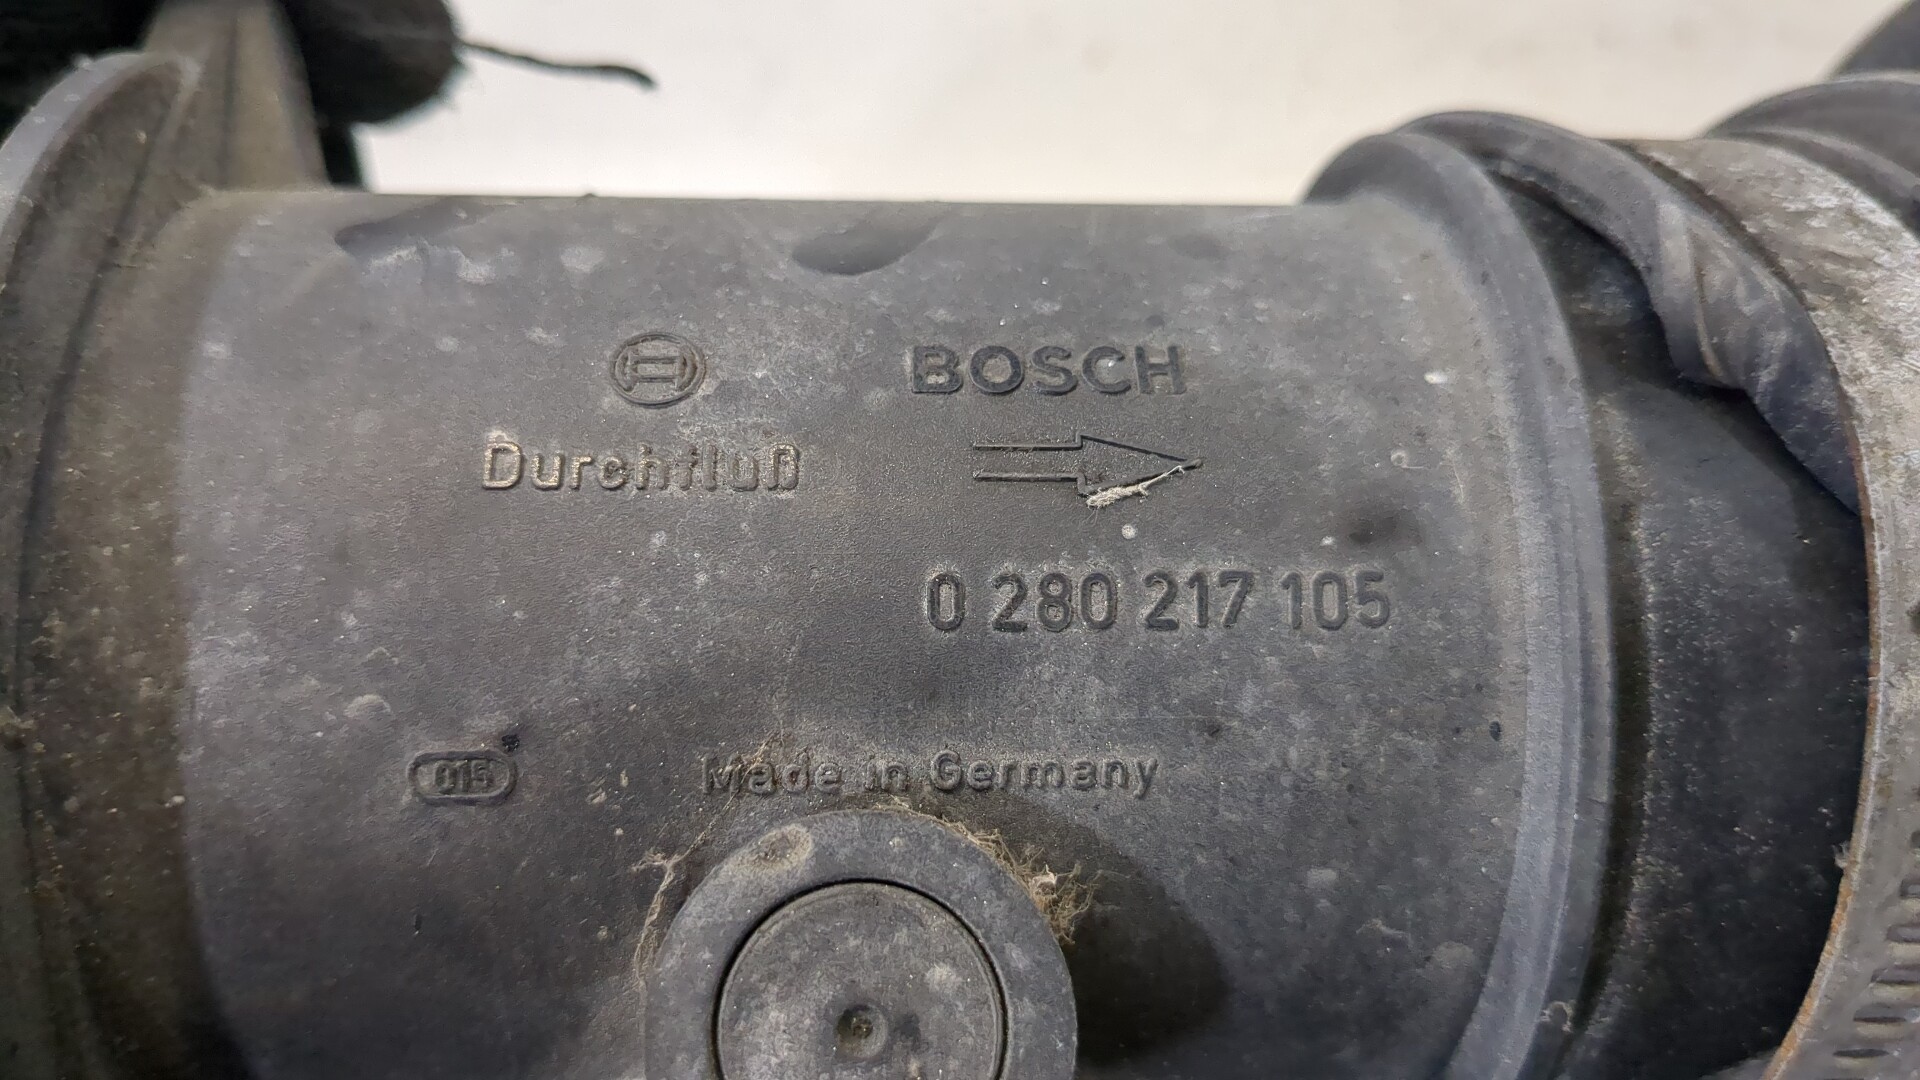 BOSCH
Durchfluß
0 280 217 105
015
Made in Germany